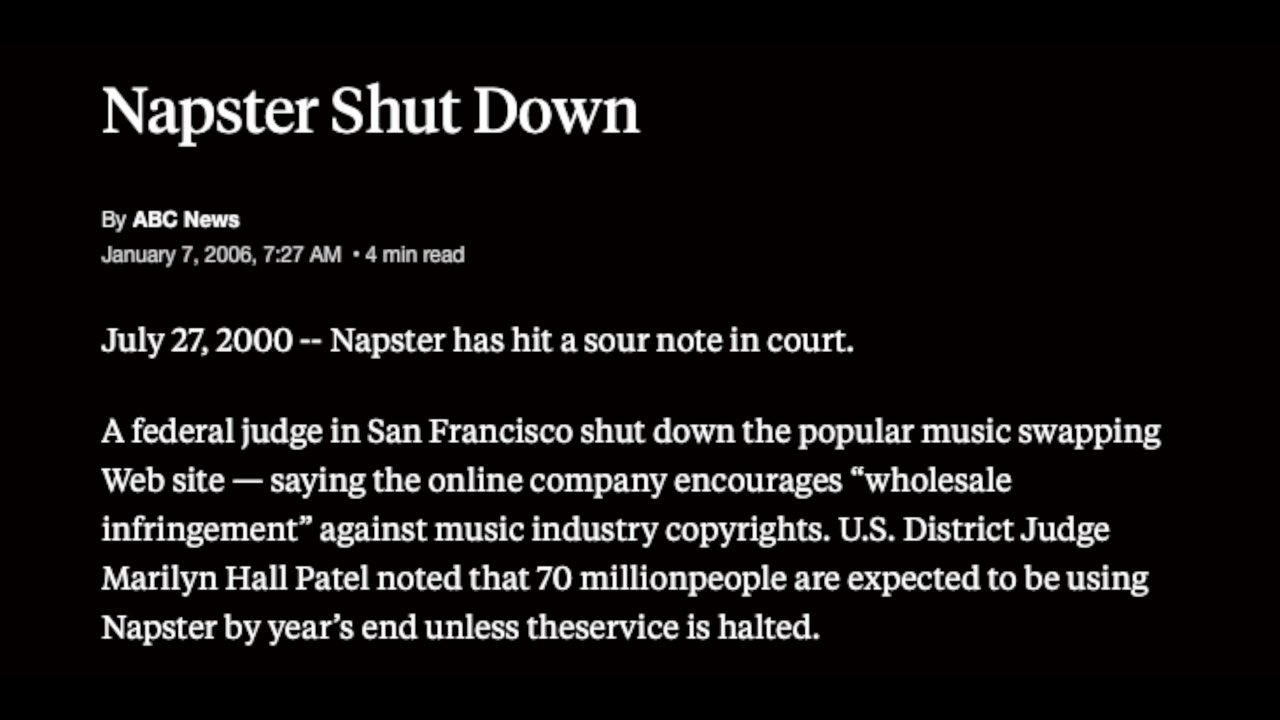 Napster Shut Down
By ABC News
January 7, 2006, 7:27 AM • 4 min read
July 27, 2000 -- Napster has hit a sour note in court.
A federal judge in San Francisco shut down the popular music swapping
Web site — saying the online company encourages “wholesale
infringement” against music industry copyrights. U.S. District Judge
Marilyn Hall Patel noted that 70 millionpeople are expected to be using
Napster by year’s end unless theservice is halted.